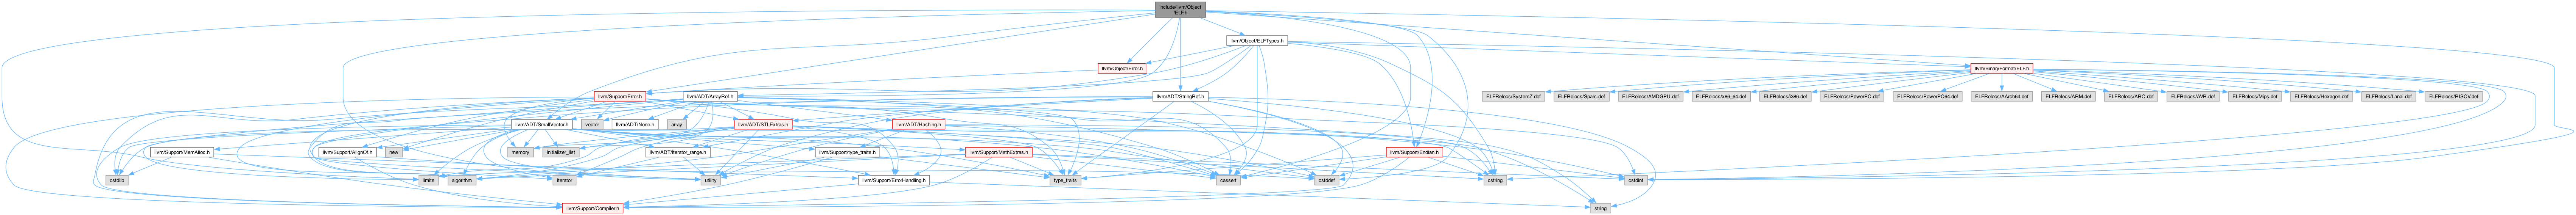 include/llvm/Object
/ELF.h
llvm/Object/ELFTypes.h
llvm/Object/Error.h
llvm/BinaryFormat/ELF.h
llvm/Support/Error.h
llvm/ADT/ArrayRef.h
llvm/ADT/StringRef.h
ELFRelocs/SystemZ.def
ELFRelocs/Sparc.def
ELFRelocs/AMDGPU.def
ELFRelocs/x86_64.def
ELFRelocs/i386.def
ELFRelocs/PowerPC.def
ELFRelocs/PowerPC64.def
ELFRelocs/AArch64.def
ELFRelocs/ARM.def
ELFRelocs/ARC.def
ELFRelocs/AVR.def
ELFRelocs/Mips.def
ELFRelocs/Hexagon.def
ELFRelocs/Lanai.def
ELFRelocs/RISCV.def
llvm/ADT/SmallVector.h
vector
llvm/ADT/None.h
array
llvm/ADT/STLExtras.h
llvm/ADT/Hashing.h
llvm/Support/MemAlloc.h
llvm/Support/AlignOf.h
new
memory
initializer_list
llvm/ADT/iterator_range.h
llvm/Support/type_traits.h
llvm/Support/MathExtras.h
llvm/Support/Endian.h
cstdlib
limits
algorithm
iterator
utility
llvm/Support/ErrorHandling.h
type_traits
cassert
cstddef
cstring
cstdint
llvm/Support/Compiler.h
string